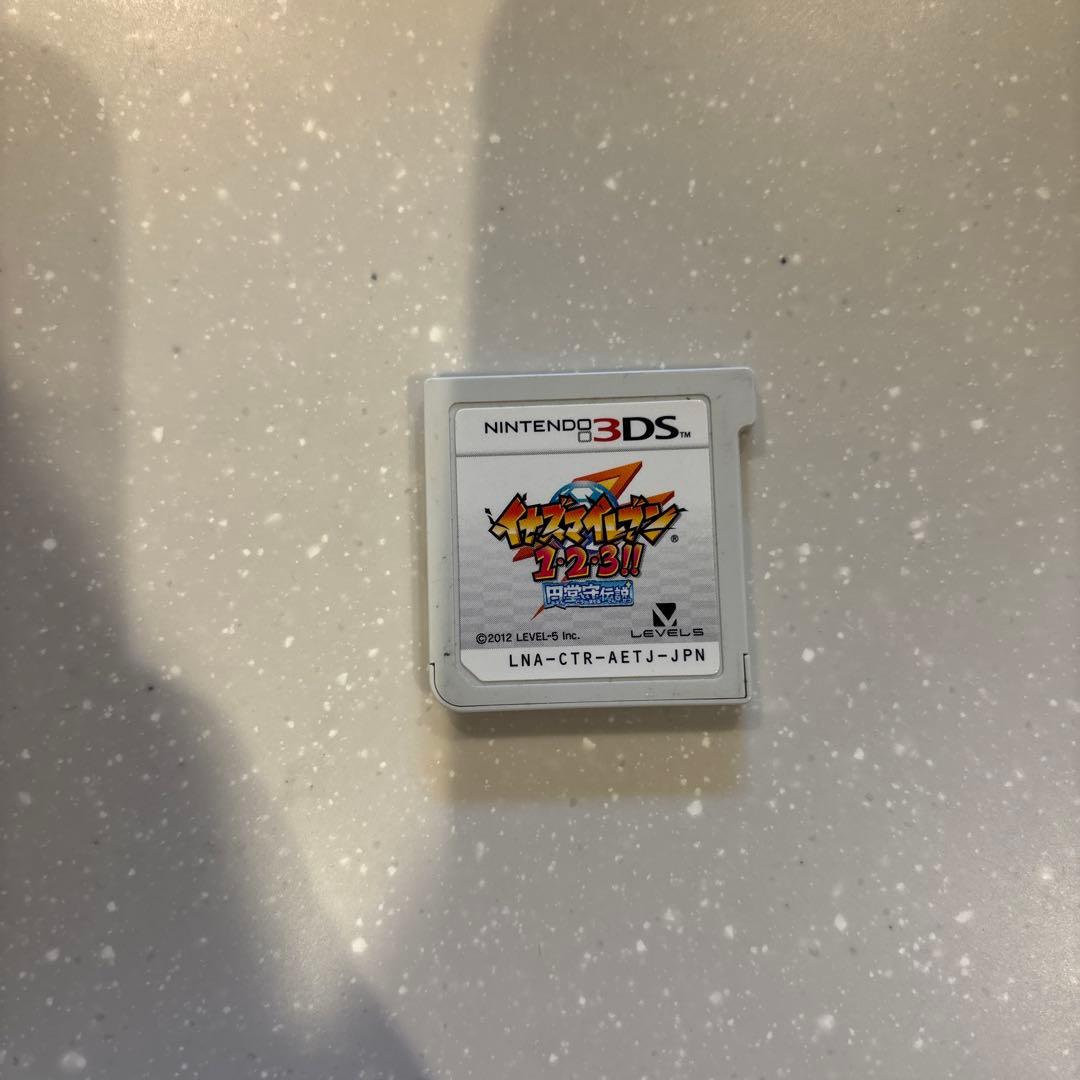 NINTENDO 3DS™
イナズマイレブン®
1・2・3!!
円堂守伝説
©2012 LEVEL-5 Inc.
LEVEL5
LNA-CTR-AETJ-JPN